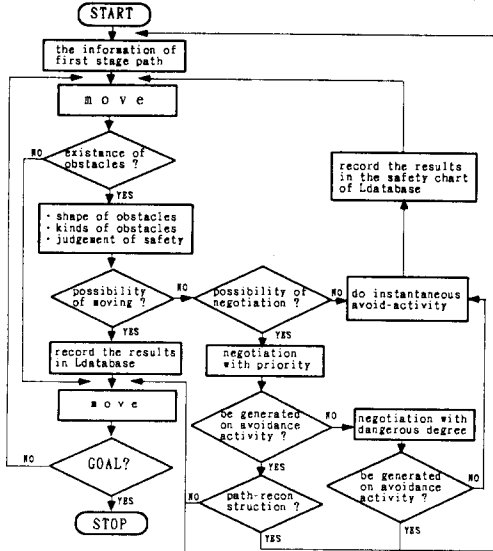 START
the information of
first stage path
move
existance of
obstacles ?
NO
YES
· shape of obstacles
· kinds of obstacles
· judgement of safety
possibility
of moving ?
NO
YES
record the results
in Ldatabase
move
GOAL?
NO
YES
STOP
possibility of
negotiation ?
NO
YES
negotiation
with priority
be generated
on avoidance
activity ?
NO
YES
path-recon
struction ?
NO
YES
negotiation with
dangerous degree
be generated
on avoidance
activity ?
NO
YES
do instantaneous
avoid-activity
record the results
in the safety chart
of Ldatabase